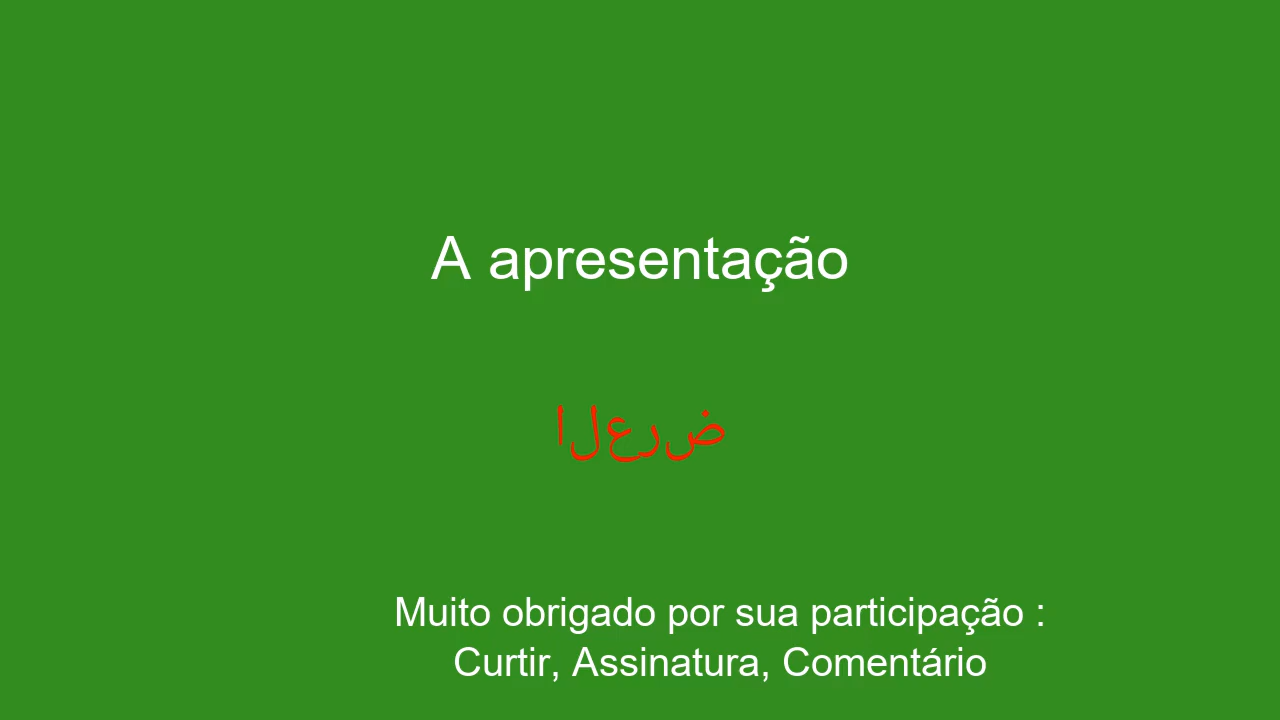 A apresentação
العرض
Muito obrigado por sua participação :
Curtir, Assinatura, Comentário